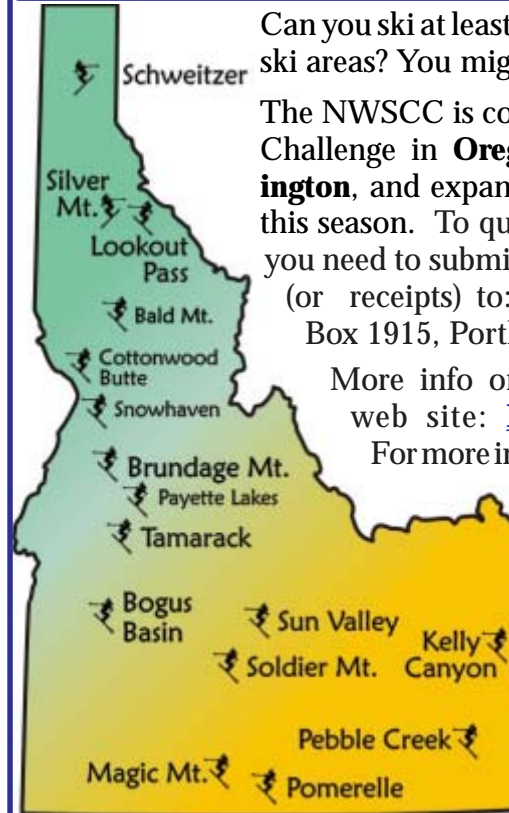 Can you ski at least
ski areas? You mig
The NWSCC is co
Challenge in Oreg
ington, and expan
this season. To qu
you need to submi
(or receipts) to:
Box 1915, Portl
More info or
web site:
For more in
Schweitzer
Silver
Mt.
Lookout
Pass
Bald Mt.
Cottonwood
Butte
Snowhaven
Brundage Mt.
Payette Lakes
Tamarack
Bogus
Basin
Sun Valley
Kelly
Canyon
Soldier Mt.
Pebble Creek
Magic Mt.
Pomerelle